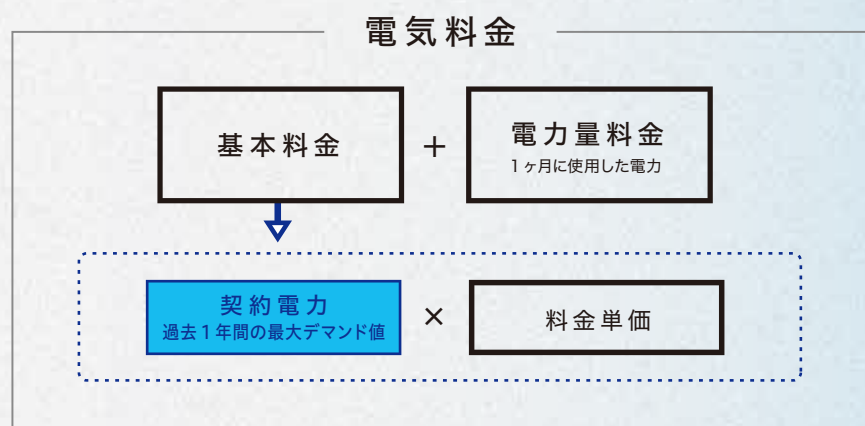 電気料金
基本料金
+
電力量料金
1ヶ月に使用した電力
契約電力
過去1年間の最大デマンド値
×
料金単価